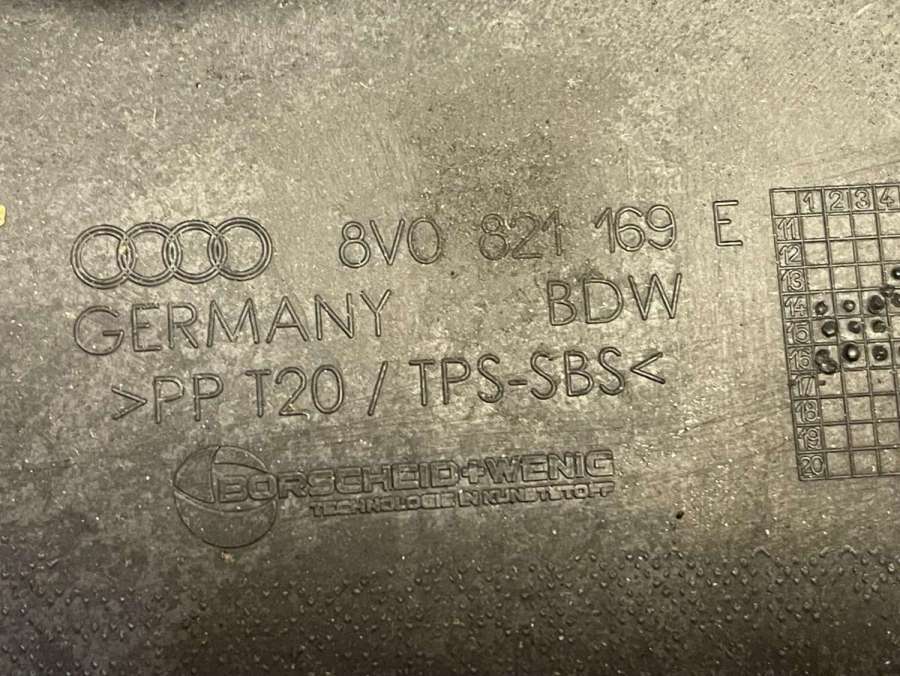 8V0 821 169 E
GERMANY BDW
>PP T20 / TPS-SBS<
BORSCHEID+WENIG
TECHNOLOGIE IN KUNSTSTOFF
1 2 3 4
11
12
13
14
15
16
17
18
19
20